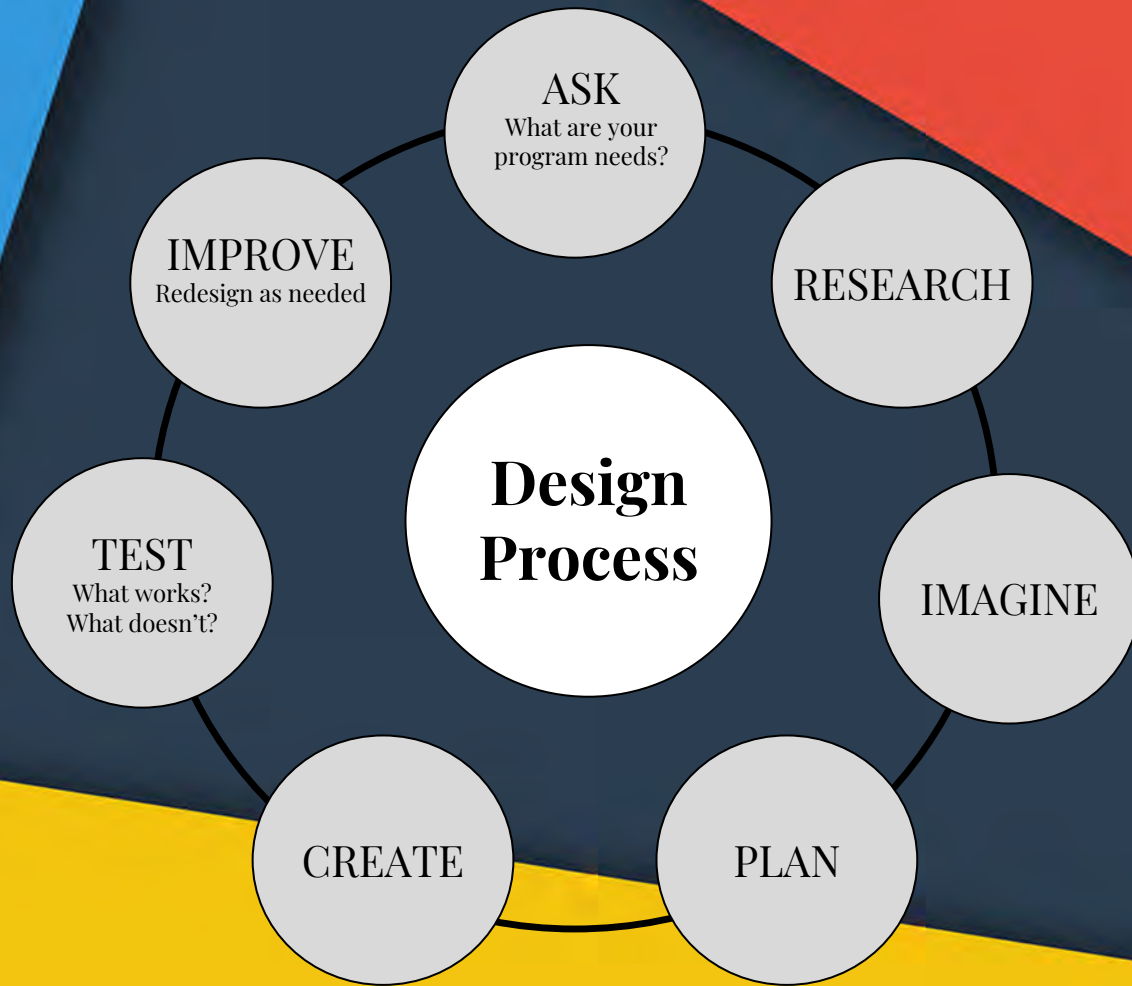 ASK
What are your
program needs?
RESEARCH
IMAGINE
PLAN
CREATE
TEST
What works?
What doesn’t?
IMPROVE
Redesign as needed
Design
Process